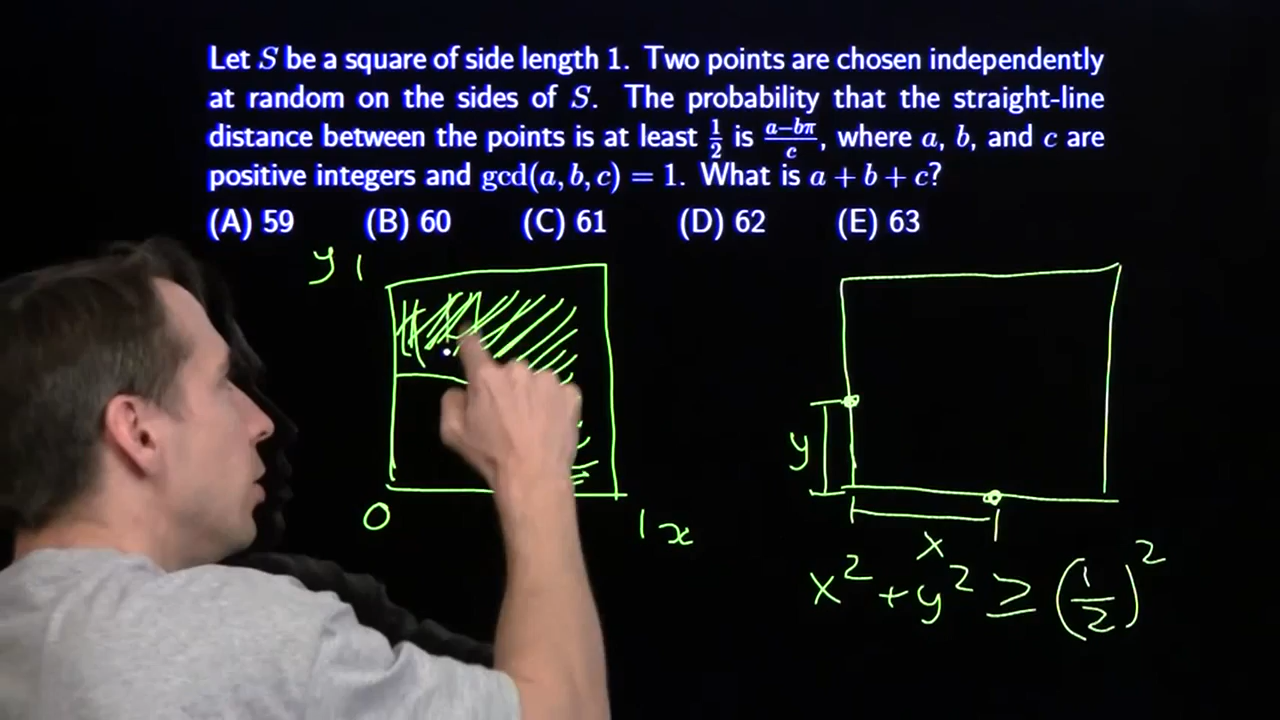 Let S be a square of side length 1. Two points are chosen independently
at random on the sides of S. The probability that the straight-line
distance between the points is at least 1/2 is (a−bπ)/c, where a, b, and c are
positive integers and gcd(a, b, c) = 1. What is a + b + c?
(A) 59 (B) 60 (C) 61 (D) 62 (E) 63
y 1
0
1 x
y
x
x² + y² ≥ (1/2)²